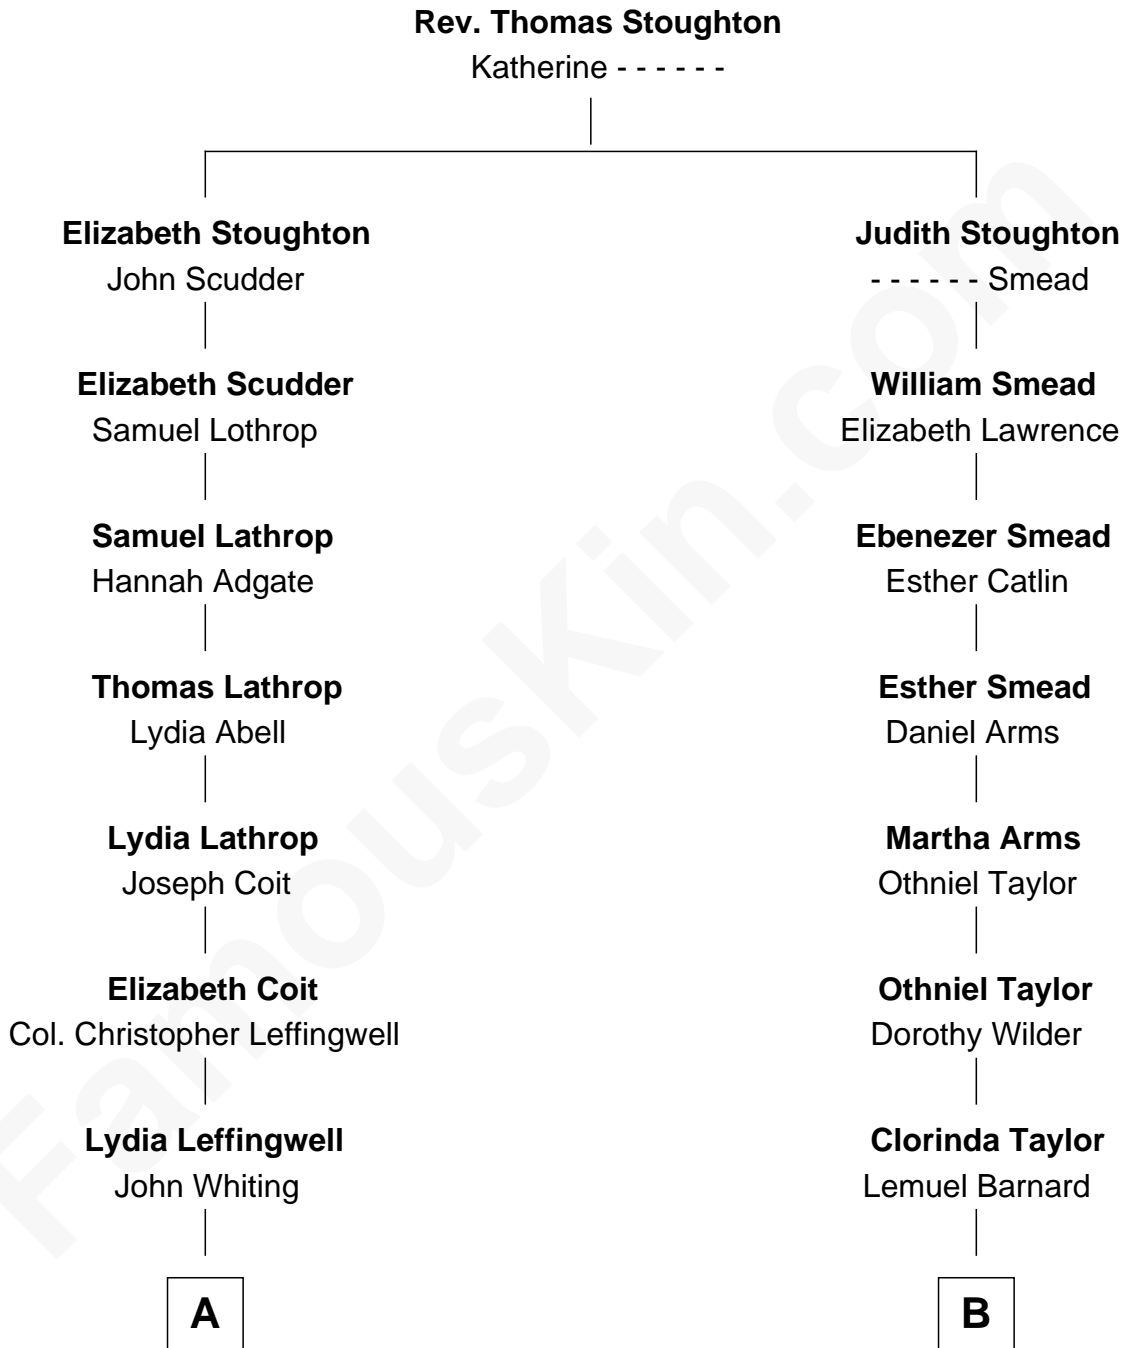 Rev. Thomas Stoughton
Katherine - - - - - -
Elizabeth Stoughton
John Scudder
Judith Stoughton
- - - - - - Smead
Elizabeth Scudder
Samuel Lothrop
William Smead
Elizabeth Lawrence
Samuel Lathrop
Hannah Adgate
Ebenezer Smead
Esther Catlin
Thomas Lathrop
Lydia Abell
Esther Smead
Daniel Arms
Lydia Lathrop
Joseph Coit
Martha Arms
Othniel Taylor
Elizabeth Coit
Col. Christopher Leffingwell
Othniel Taylor
Dorothy Wilder
Lydia Leffingwell
John Whiting
Clorinda Taylor
Lemuel Barnard
A
B
FamousKin.com